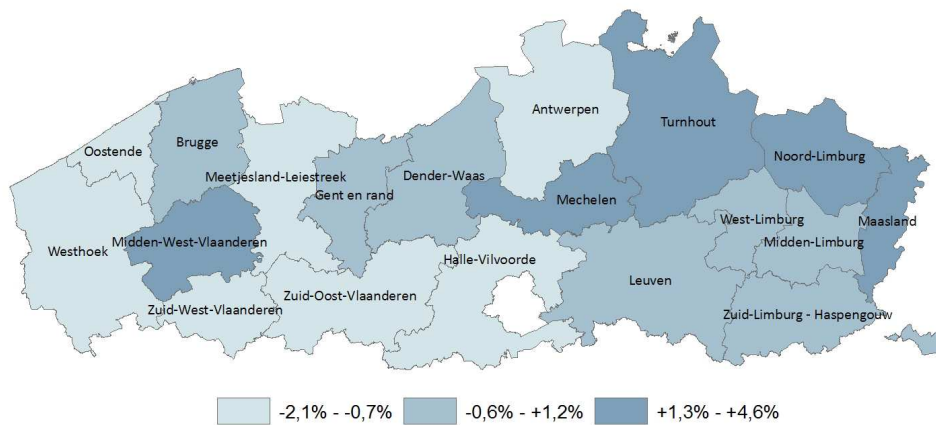 Antwerpen
Turnhout
Oostende
Brugge
Noord-Limburg
Meetjesland-Leiestreek
Dender-Waas
Gent en rand
Mechelen
West-Limburg
Maasland
Westhoek
Midden-West-Vlaanderen
Midden-Limburg
Halle-Vilvoorde
Leuven
Zuid-Oost-Vlaanderen
Zuid-West-Vlaanderen
Zuid-Limburg - Haspengouw
-2,1% - -0,7%
-0,6% - +1,2%
+1,3% - +4,6%